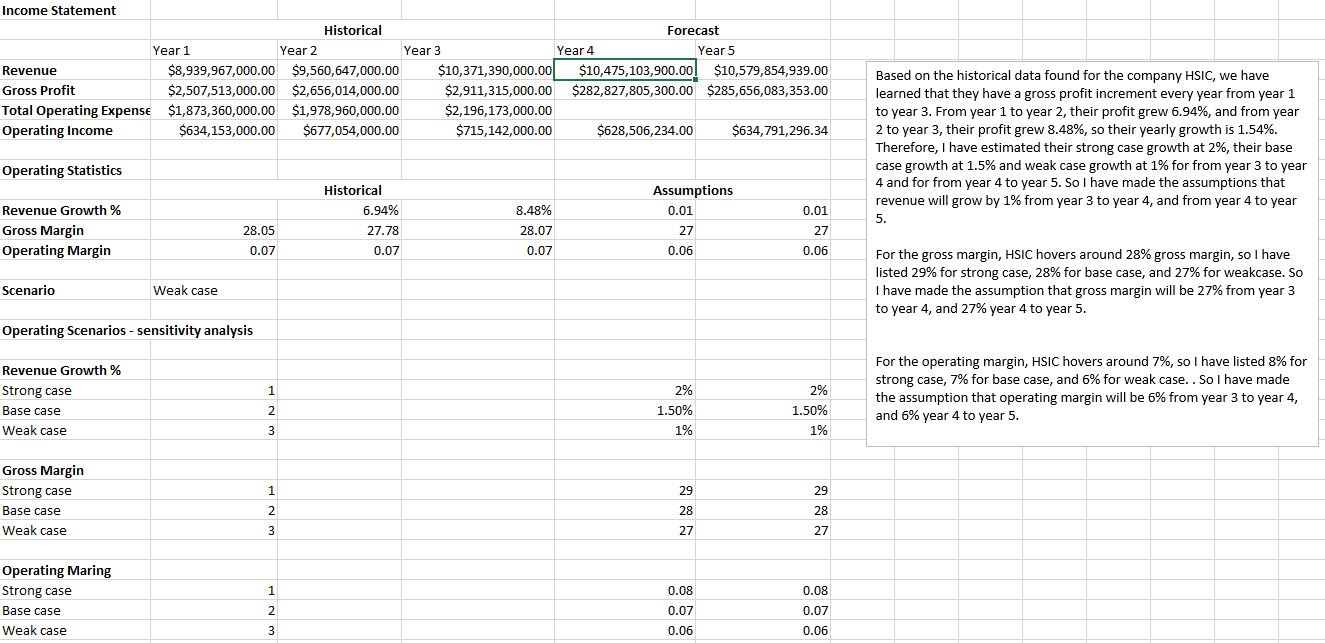 Income Statement
Historical Forecast
Year 1 Year 2 Year 3 Year 4 Year 5
Revenue $8,939,967,000.00 $9,560,647,000.00 $10,371,390,000.00 $10,475,103,900.00 $10,579,854,939.00
Gross Profit $2,507,513,000.00 $2,656,014,000.00 $2,911,315,000.00 $282,827,805,300.00 $285,656,083,353.00
Total Operating Expense $1,873,360,000.00 $1,978,960,000.00 $2,196,173,000.00
Operating Income $634,153,000.00 $677,054,000.00 $715,142,000.00 $628,506,234.00 $634,791,296.34
Operating Statistics
Historical Assumptions
Revenue Growth % 6.94% 8.48% 0.01 0.01
Gross Margin 28.05 27.78 28.07 27 27
Operating Margin 0.07 0.07 0.07 0.06 0.06
Scenario Weak case
Operating Scenarios - sensitivity analysis
Revenue Growth %
Strong case 1 2% 2%
Base case 2 1.50% 1.50%
Weak case 3 1% 1%
Gross Margin
Strong case 1 29 29
Base case 2 28 28
Weak case 3 27 27
Operating Maring
Strong case 1 0.08 0.08
Base case 2 0.07 0.07
Weak case 3 0.06 0.06
Based on the historical data found for the company HSIC, we have
learned that they have a gross profit increment every year from year 1
to year 3. From year 1 to year 2, their profit grew 6.94%, and from year
2 to year 3, their profit grew 8.48%, so their yearly growth is 1.54%.
Therefore, I have estimated their strong case growth at 2%, their base
case growth at 1.5% and weak case growth at 1% for from year 3 to year
4 and for from year 4 to year 5. So I have made the assumptions that
revenue will grow by 1% from year 3 to year 4, and from year 4 to year
5.
For the gross margin, HSIC hovers around 28% gross margin, so I have
listed 29% for strong case, 28% for base case, and 27% for weakcase. So
I have made the assumption that gross margin will be 27% from year 3
to year 4, and 27% year 4 to year 5.
For the operating margin, HSIC hovers around 7%, so I have listed 8% for
strong case, 7% for base case, and 6% for weak case. . So I have made
the assumption that operating margin will be 6% from year 3 to year 4,
and 6% year 4 to year 5.